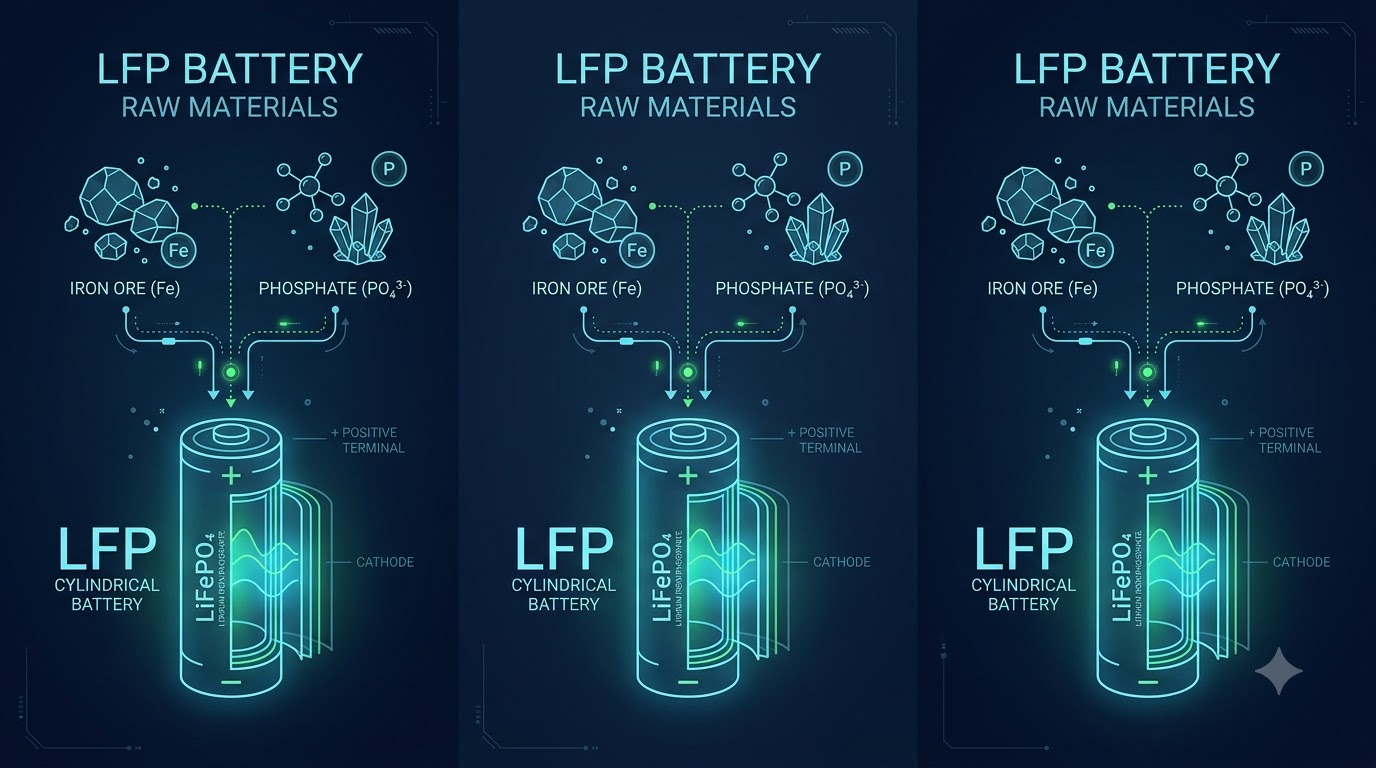 LFP BATTERY
RAW MATERIALS
P
Fe
IRON ORE (Fe)
PHOSPHATE (PO₄³⁻)
+ POSITIVE
TERMINAL
+
LiFePO₄
LFP
CYLINDRICAL
BATTERY
CATHODE
−
LFP BATTERY
RAW MATERIALS
P
Fe
IRON ORE (Fe)
PHOSPHATE (PO₄³⁻)
+ POSITIVE
TERMINAL
+
LiFePO₄
LFP
CYLINDRICAL
BATTERY
CATHODE
−
LFP BATTERY
RAW MATERIALS
P
Fe
IRON ORE (Fe)
PHOSPHATE (PO₄³⁻)
+ POSITIVE
TERMINAL
+
LiFePO₄
LFP
CYLINDRICAL
BATTERY
CATHODE
−